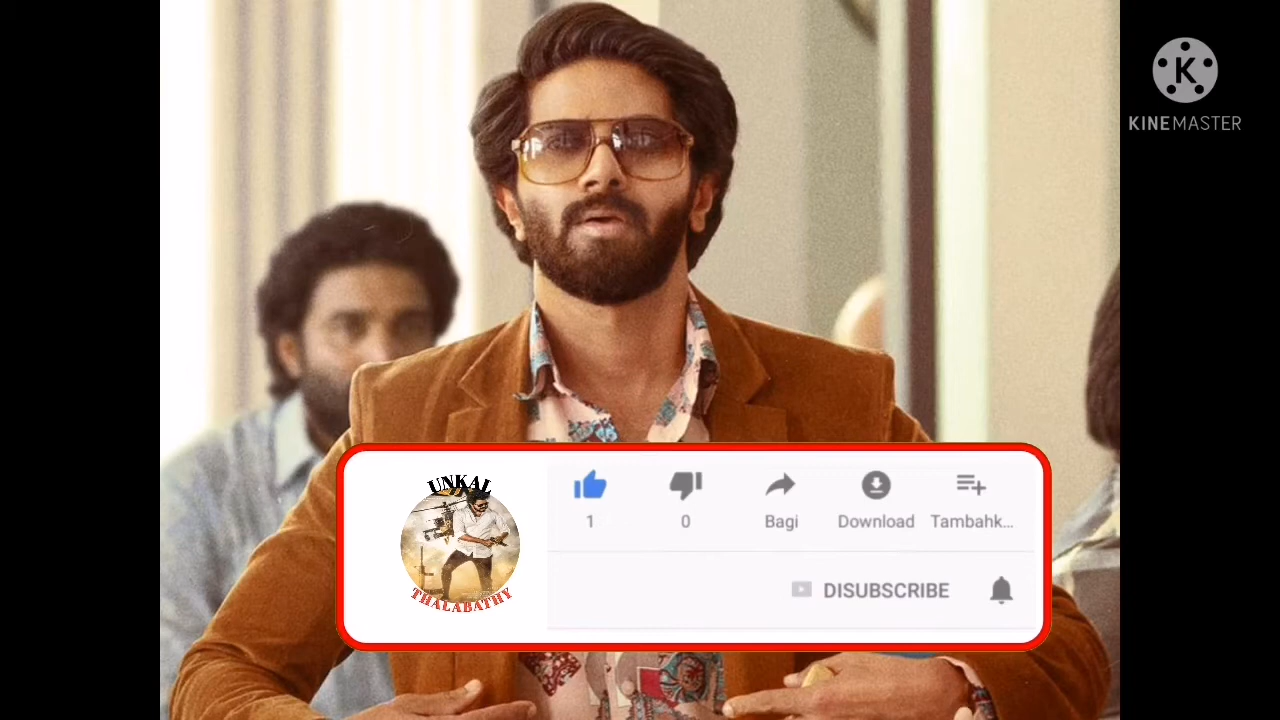 K
KINEMASTER
UNKAL
THALABATHY
1
0
Bagi
Download
Tambahk...
DISUBSCRIBE